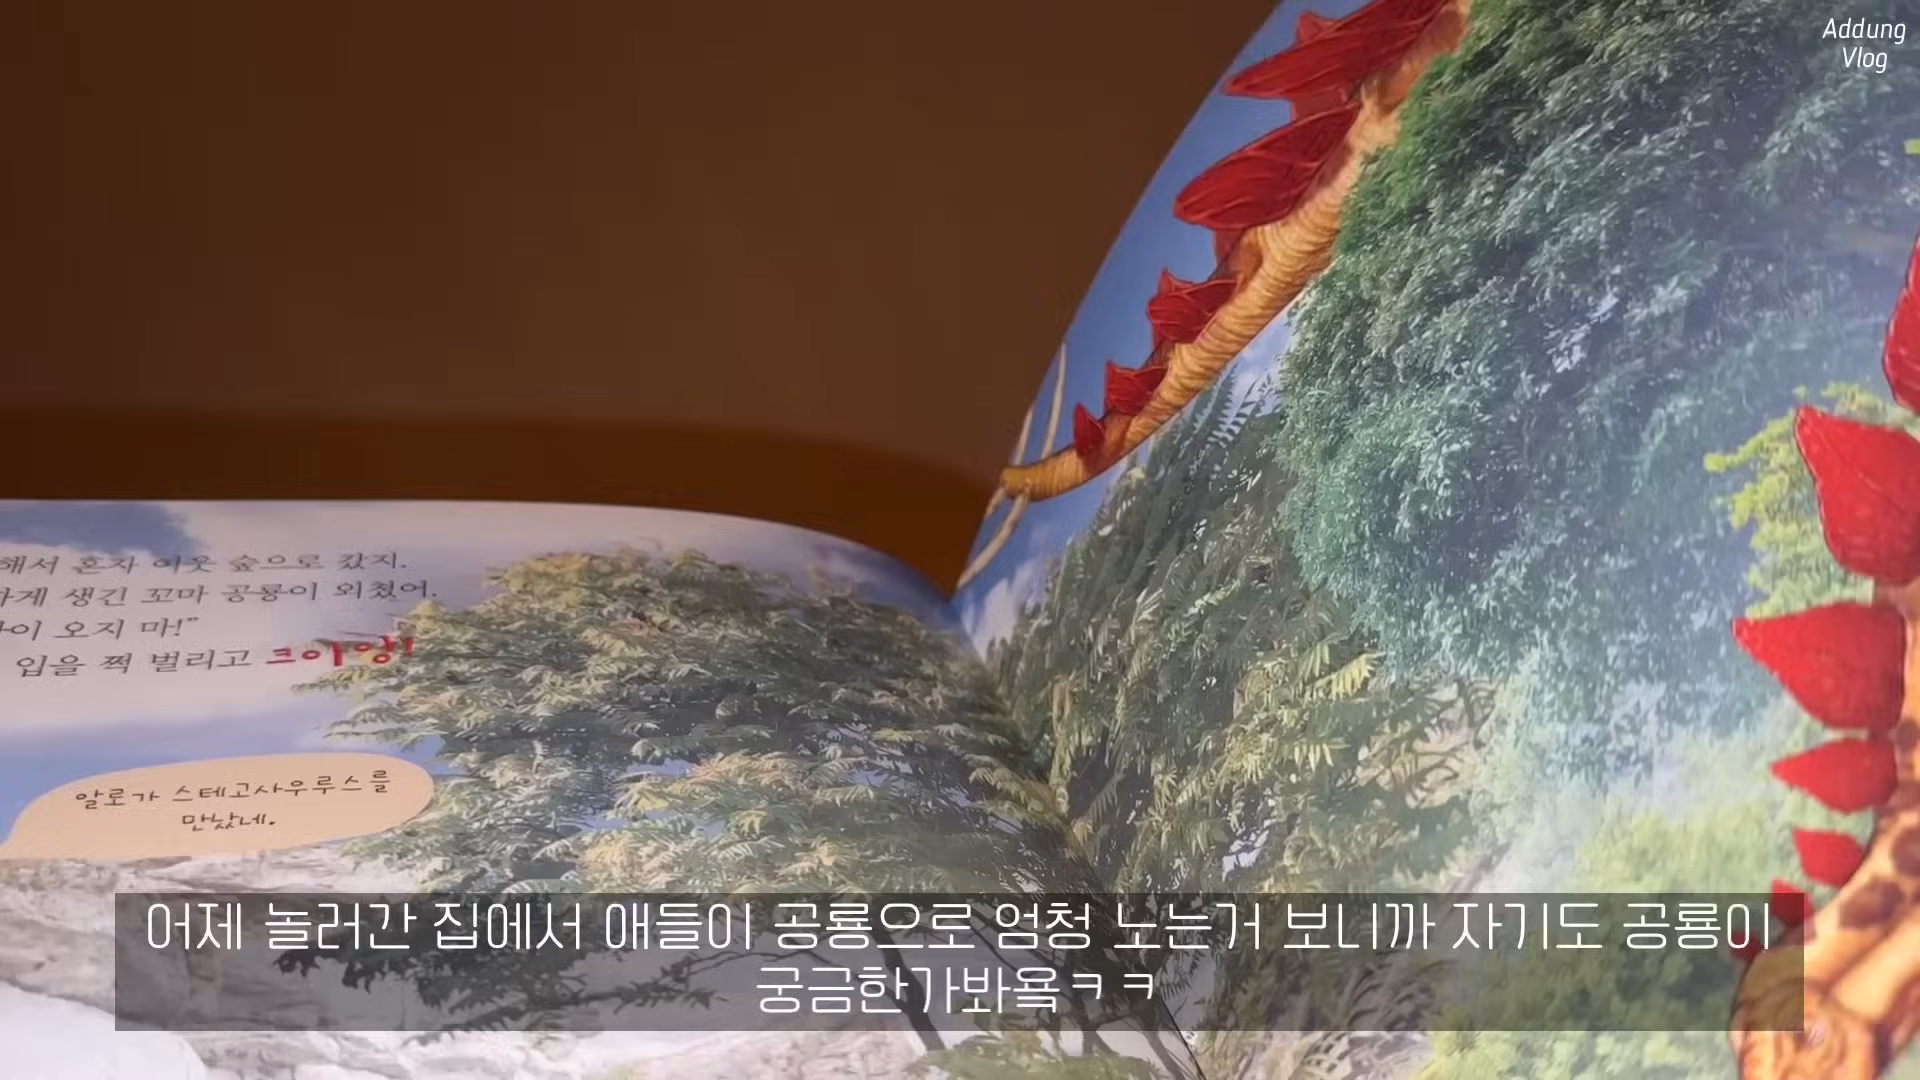 Addung
Vlog
해서 혼자 여웃 숲으로 갔지.
하게 생긴 꼬마 공룡이 외쳤어.
이 오지 마!”
입을 쩍 벌리고 크아앙!
알로가 스테고사우루스를
만났네.
어제 놀러간 집에서 얘들이 공룡으로 엄청 노는거 보니까 자기도 공룡이
궁금한가봐욬ㅋㅋ